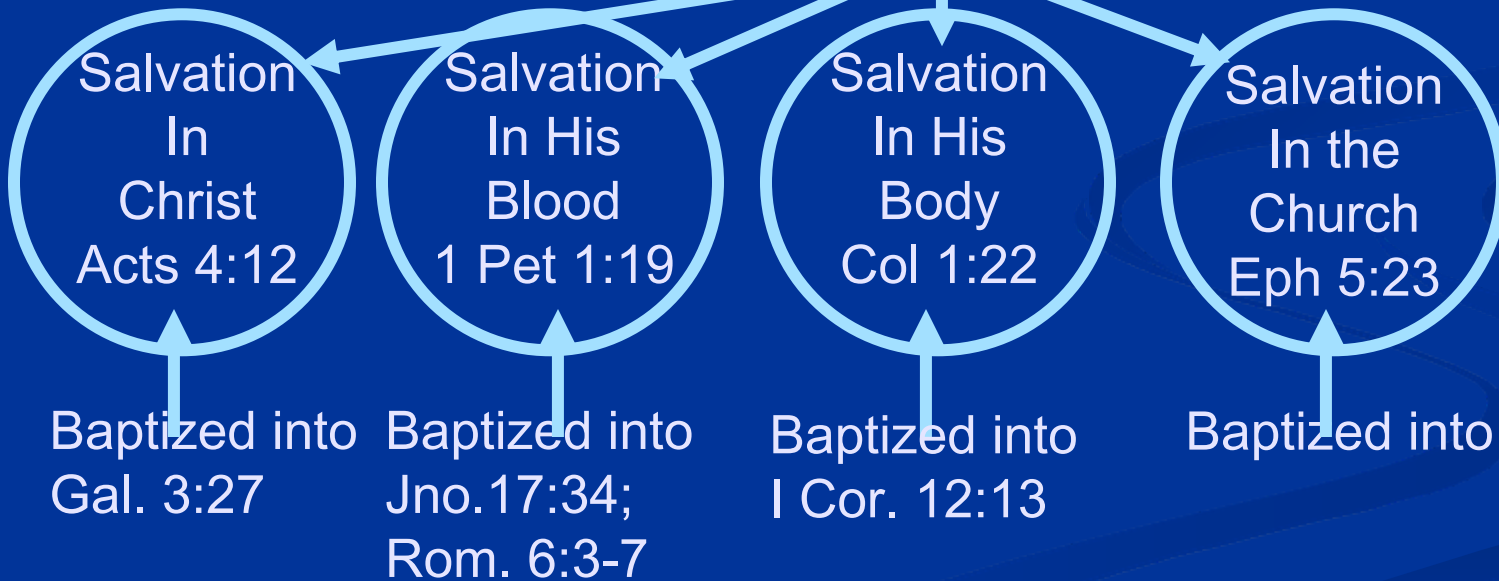 Salvation
In
Christ
Acts 4:12
Salvation
In His
Blood
1 Pet 1:19
Salvation
In His
Body
Col 1:22
Salvation
In the
Church
Eph 5:23
Baptized into
Gal. 3:27
Baptized into
Jno.17:34;
Rom. 6:3-7
Baptized into
I Cor. 12:13
Baptized into